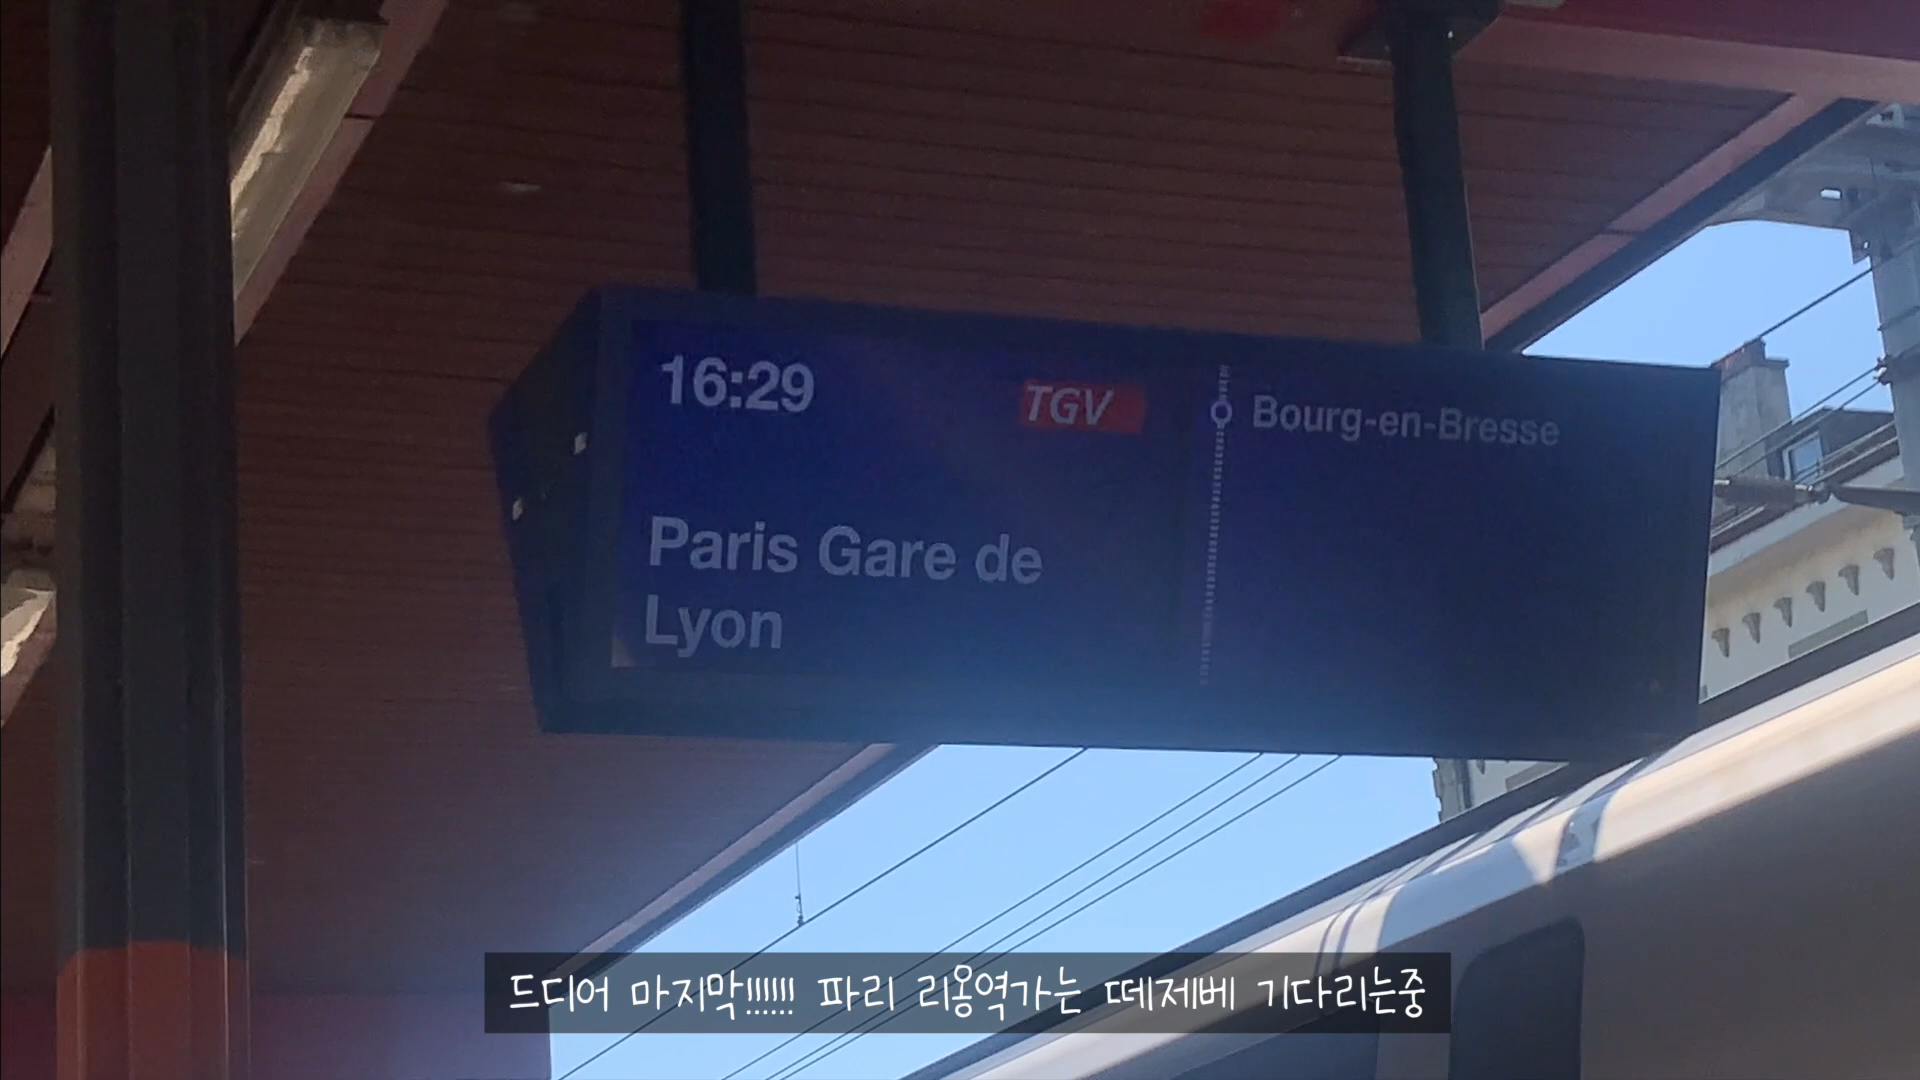 16:29
TGV
Bourg-en-Bresse
Paris Gare de
Lyon
드디어 마지막!!!!!! 파리 리옹역가는 떼제베 기다리는중